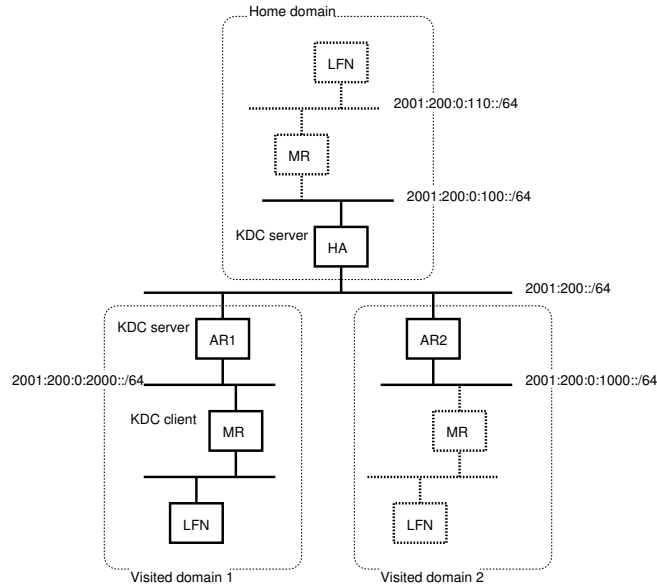 Home domain
LFN
2001:200:0:110::/64
MR
2001:200:0:100::/64
KDC server
HA
2001:200::/64
KDC server
AR1
AR2
2001:200:0:2000::/64
2001:200:0:1000::/64
KDC client
MR
MR
LFN
LFN
Visited domain 1
Visited domain 2